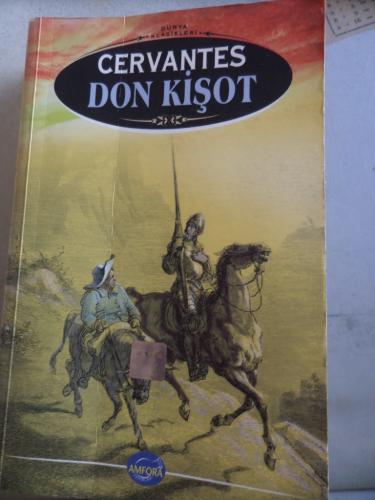 DÜNYA
KLASİKLERİ
CERVANTES
DON KİŞOT
AMFORA